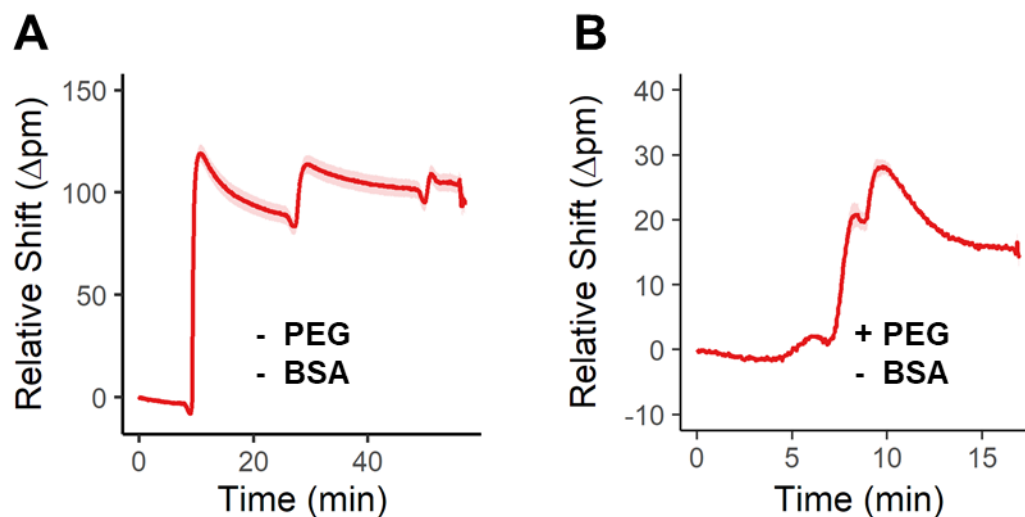 A
Relative Shift (Δpm)
150
100
50
0
- PEG
- BSA
0 20 40
Time (min)
B
Relative Shift (Δpm)
40
30
20
10
0
-10
+ PEG
- BSA
0 5 10 15
Time (min)